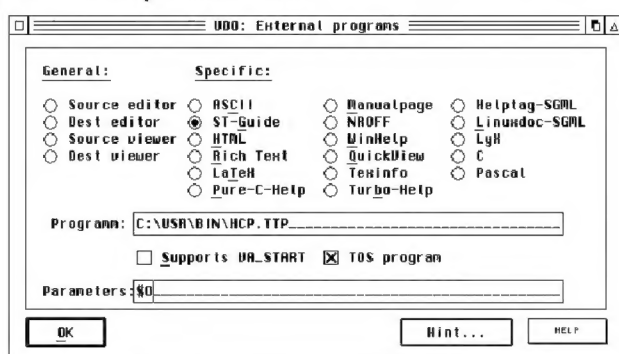 UDO: External programs
General: Specific:
Source editor ASCII Manualpage Helptag-SGML
Dest editor ST-Guide NROFF Linuxdoc-SGML
Source viewer HTML WinHelp LyX
Dest viewer Rich Text QuickView C
LaTeX Texinfo Pascal
Pure-C-Help Turbo-Help
Programm: C:\USR\BIN\HCP.TTP
Supports VA_START TOS program
Parameters: %O
OK Hint... HELP